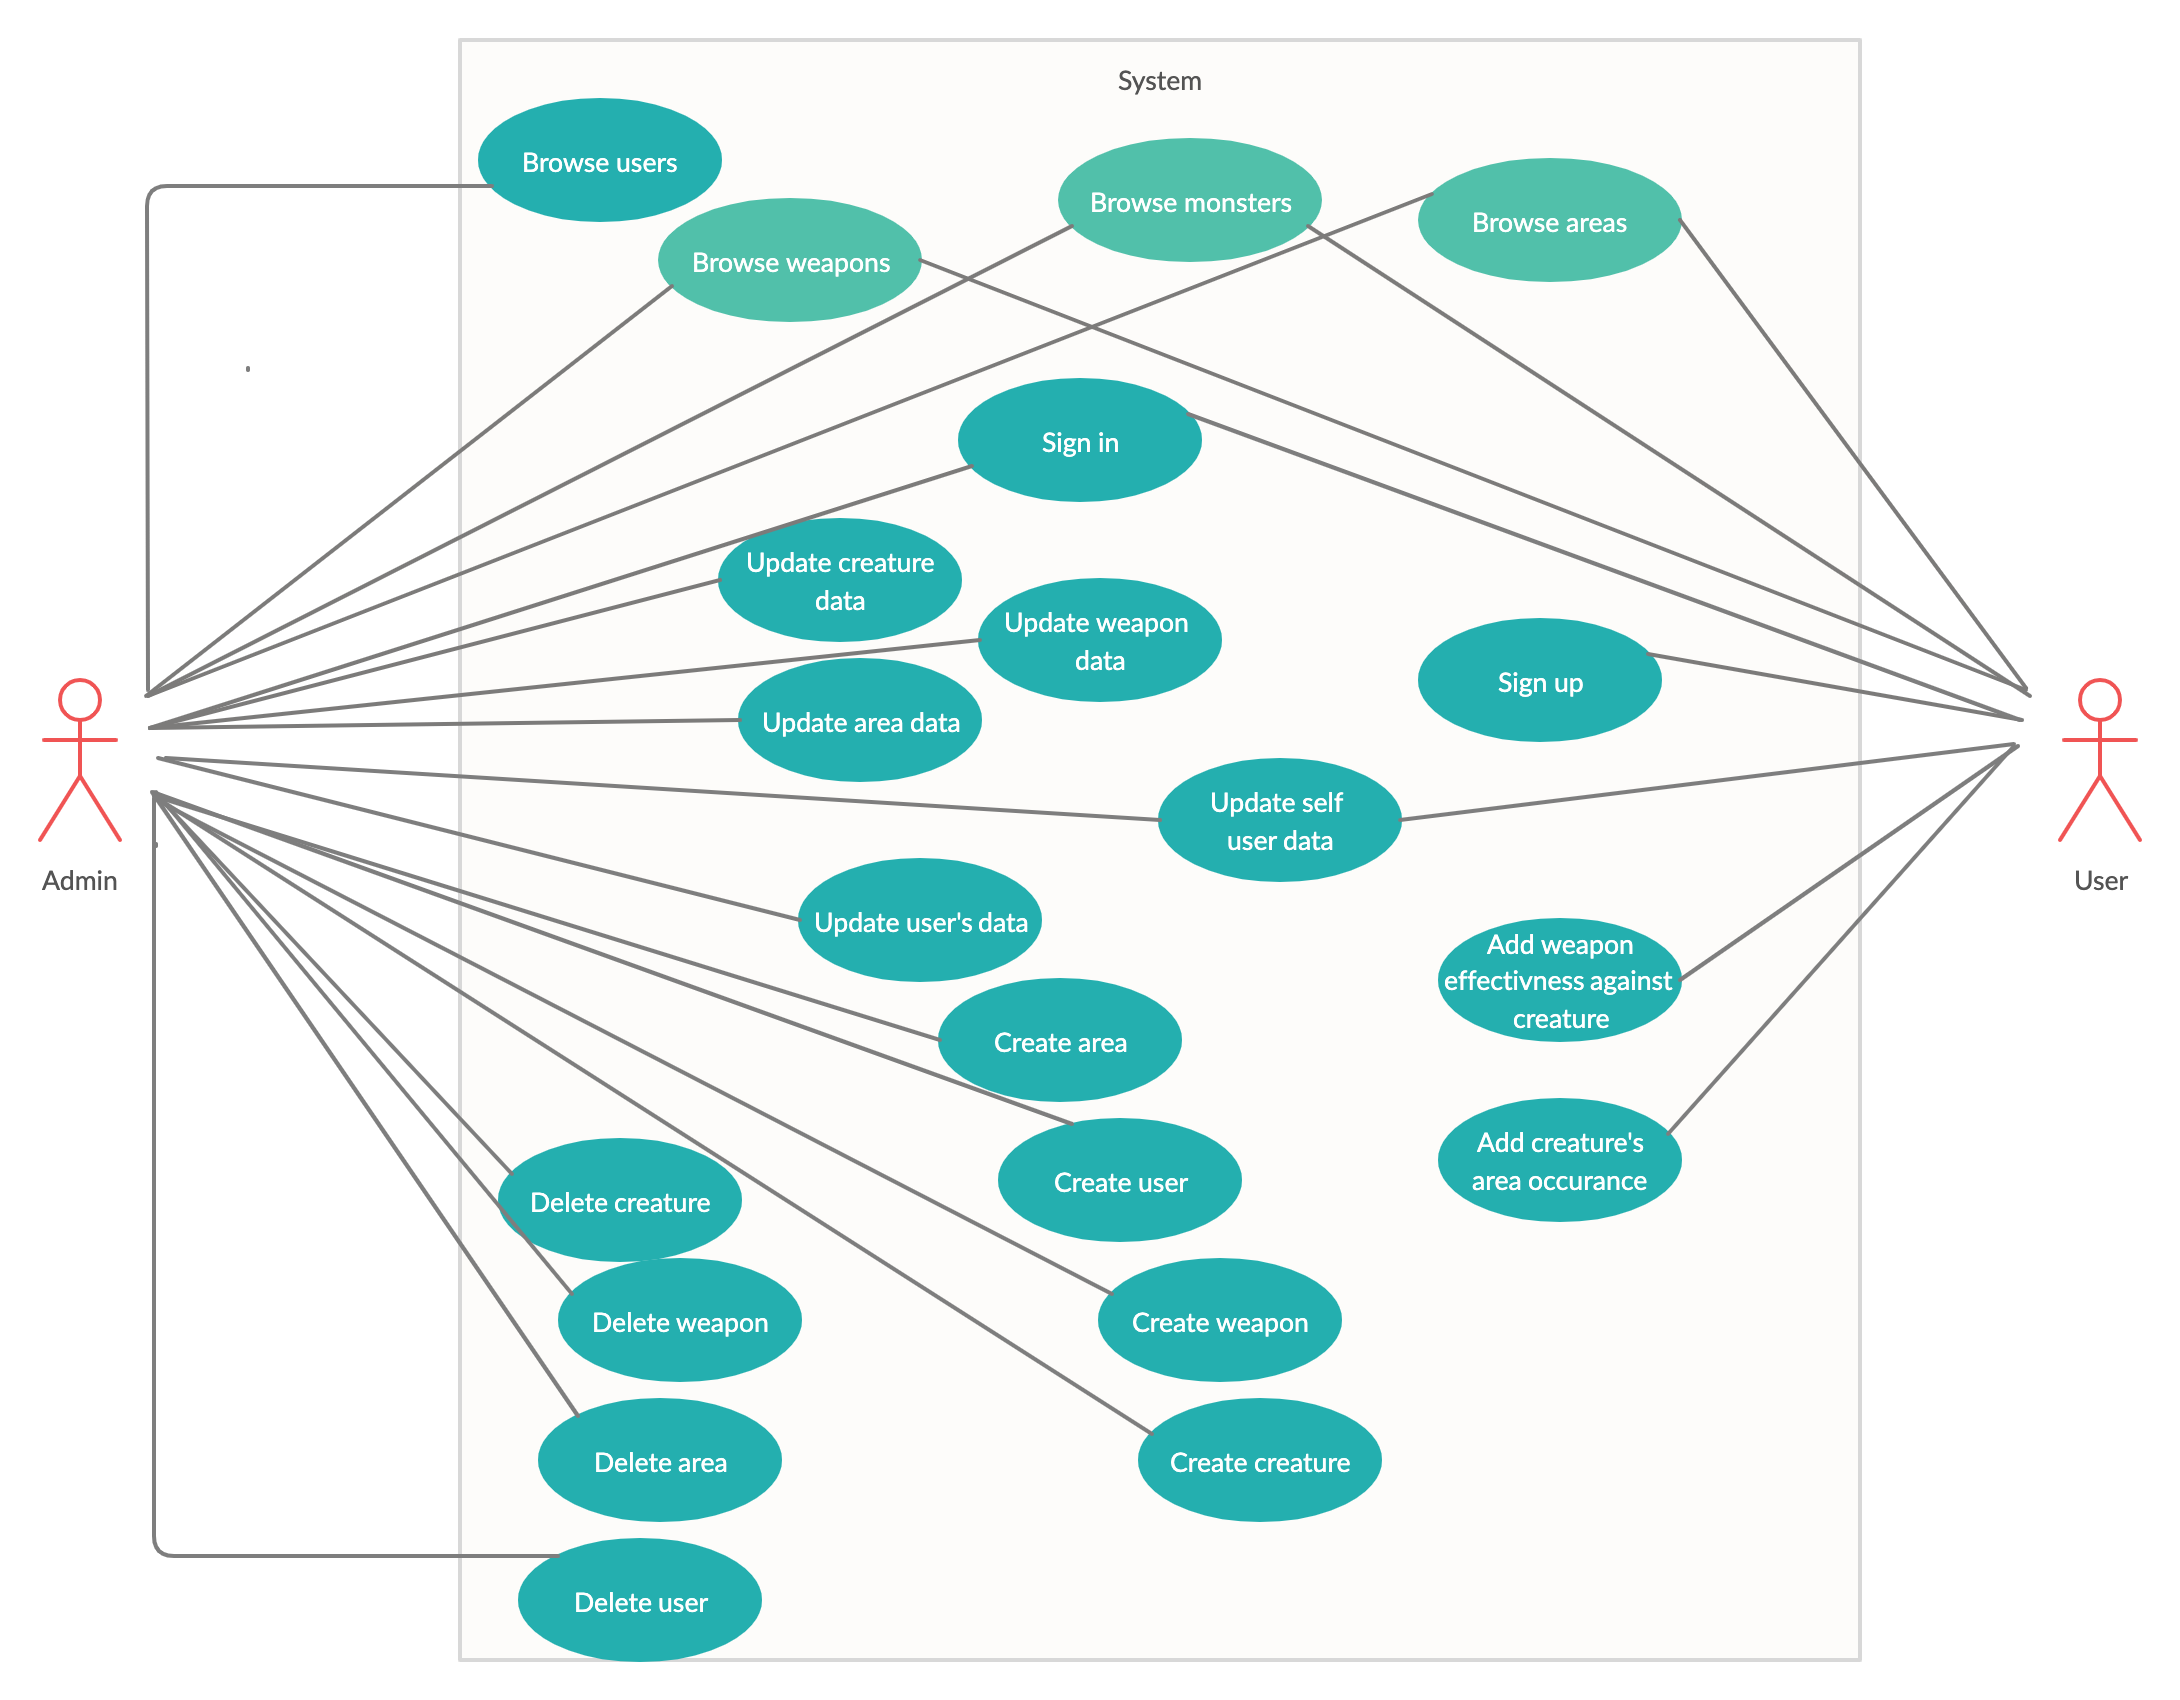 System
Browse users
Browse monsters
Browse areas
Browse weapons
Sign in
Update creature
data
Update weapon
data
Sign up
Update area data
Update self
user data
Admin
User
Update user's data
Add weapon
effectivness against
creature
Create area
Add creature's
area occurance
Create user
Delete creature
Delete weapon
Create weapon
Delete area
Create creature
Delete user